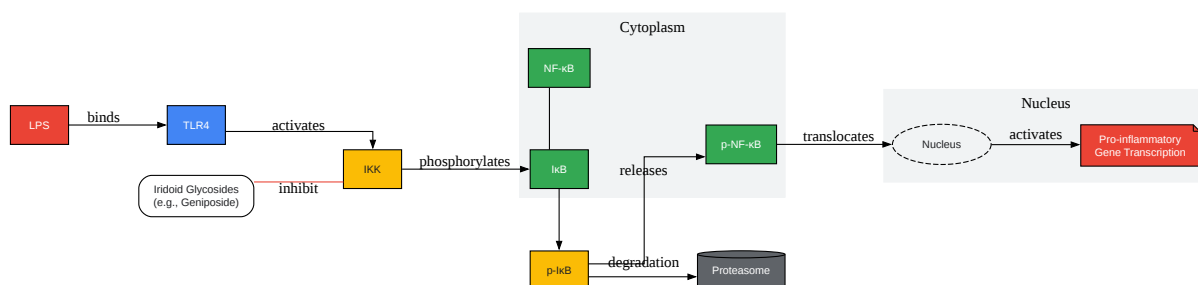 Cytoplasm
NF-κB
LPS
binds
TLR4
activates
IKK
phosphorylates
IκB
p-NF-κB
translocates
Nucleus
Nucleus
activates
Pro-inflammatory
Gene Transcription
releases
Iridoid Glycosides
(e.g., Geniposide)
inhibit
p-IκB
degradation
Proteasome